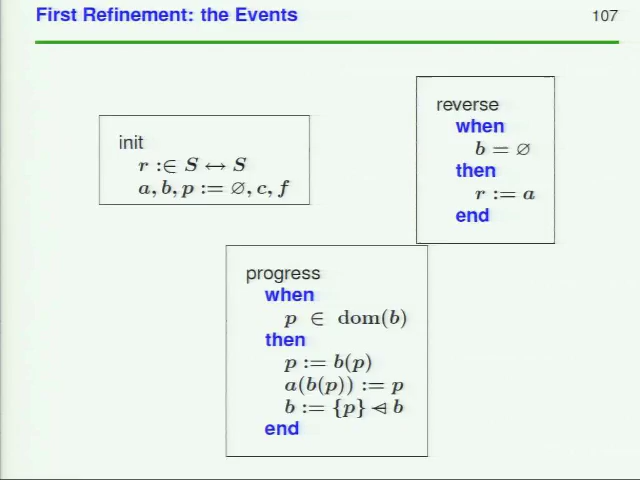 First Refinement: the Events
107
init
r :∈ S ↔ S
a, b, p := ∅, c, f
reverse
when
b = ∅
then
r := a
end
progress
when
p ∈ dom(b)
then
p := b(p)
a(b(p)) := p
b := {p} ⩤ b
end